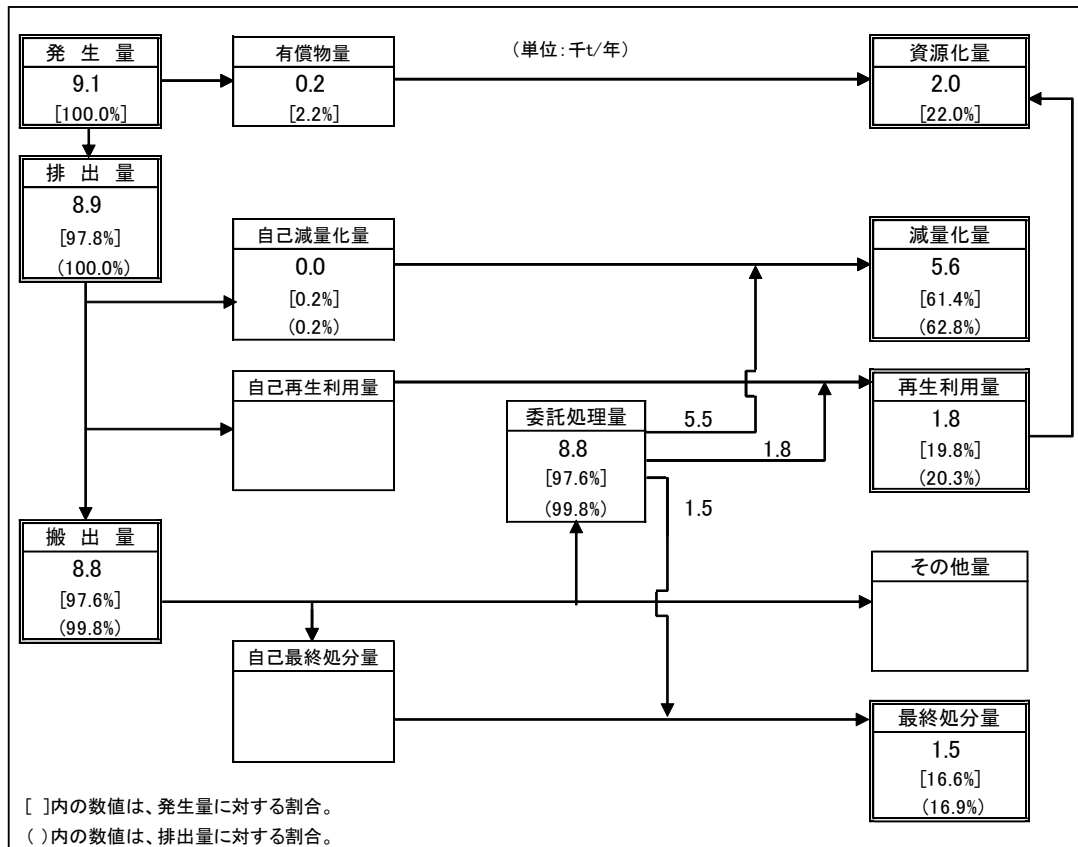 発 生 量
9.1
[100.0%]
有償物量
0.2
[2.2%]
(単位:千t/年)
資源化量
2.0
[22.0%]
排 出 量
8.9
[97.8%]
(100.0%)
自己減量化量
0.0
[0.2%]
(0.2%)
減量化量
5.6
[61.4%]
(62.8%)
自己再生利用量
委託処理量
8.8
[97.6%]
(99.8%)
5.5
1.8
1.5
再生利用量
1.8
[19.8%]
(20.3%)
搬 出 量
8.8
[97.6%]
(99.8%)
その他量
自己最終処分量
最終処分量
1.5
[16.6%]
(16.9%)
[ ]内の数値は、発生量に対する割合。
( )内の数値は、排出量に対する割合。